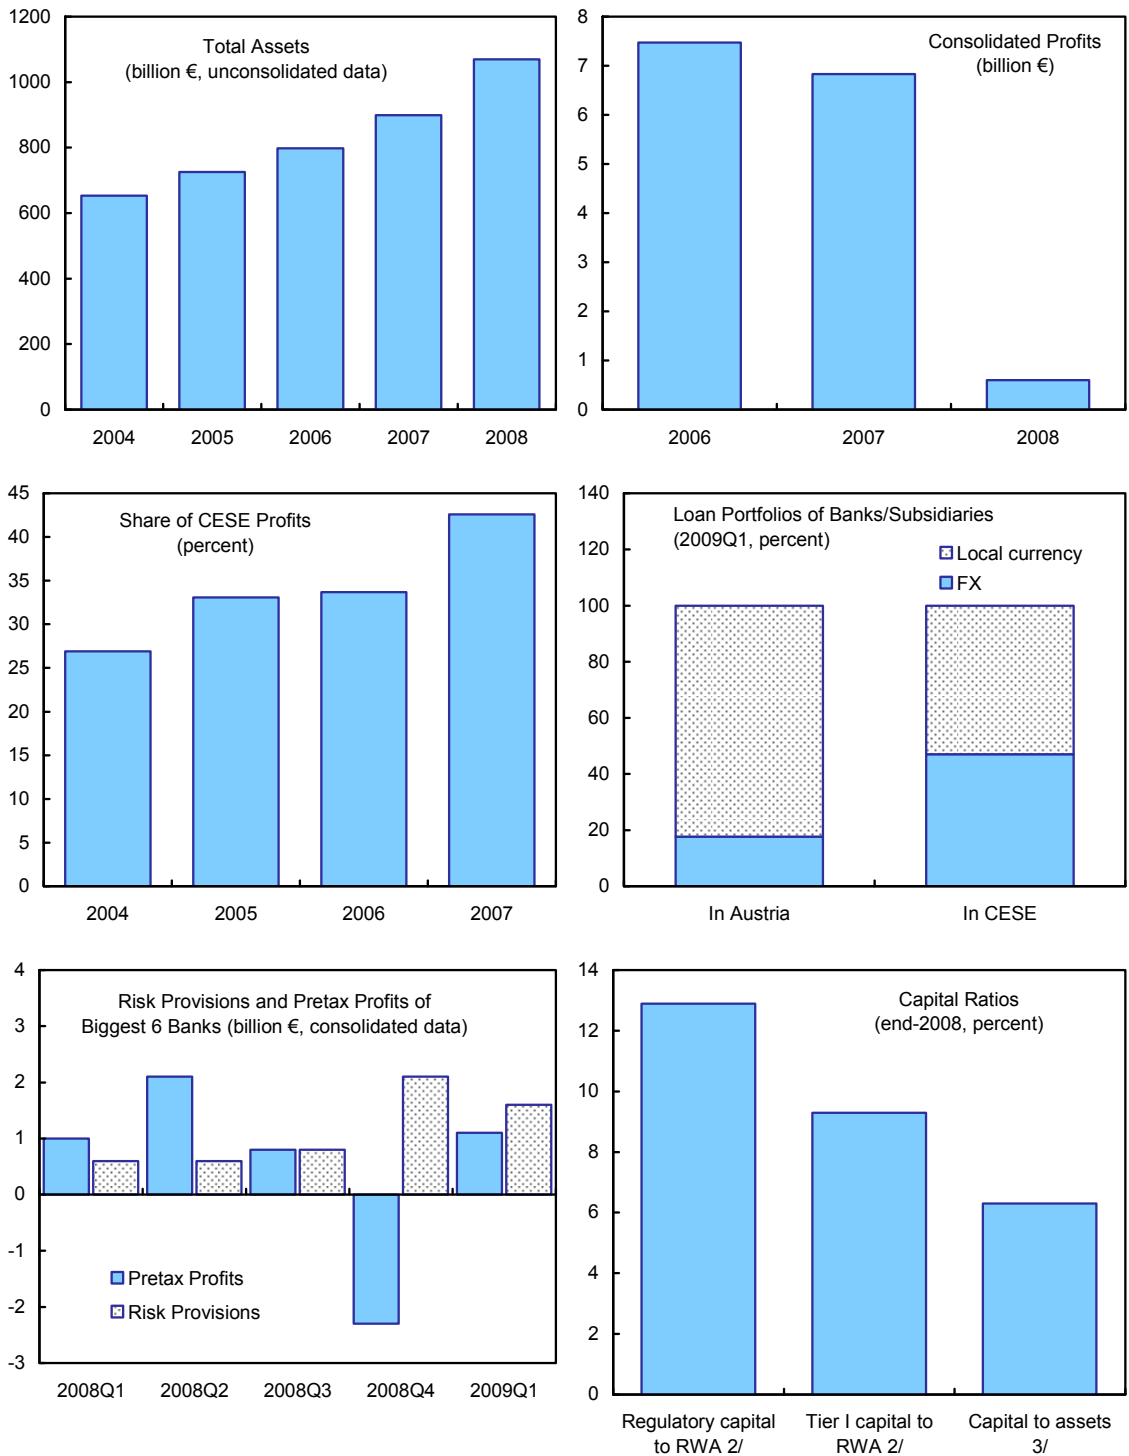 Total Assets
(billion €, unconsolidated data)
1200
1000
800
600
400
200
0
2004 2005 2006 2007 2008
Consolidated Profits
(billion €)
8
7
6
5
4
3
2
1
0
2006 2007 2008
Share of CESE Profits
(percent)
45
40
35
30
25
20
15
10
5
0
2004 2005 2006 2007
Loan Portfolios of Banks/Subsidiaries
(2009Q1, percent)
Local currency
FX
140
120
100
80
60
40
20
0
In Austria In CESE
Risk Provisions and Pretax Profits of
Biggest 6 Banks (billion €, consolidated data)
4
3
2
1
0
-1
-2
-3
Pretax Profits
Risk Provisions
2008Q1 2008Q2 2008Q3 2008Q4 2009Q1
Capital Ratios
(end-2008, percent)
14
12
10
8
6
4
2
0
Regulatory capital Tier I capital to Capital to assets
to RWA 2/ RWA 2/ 3/